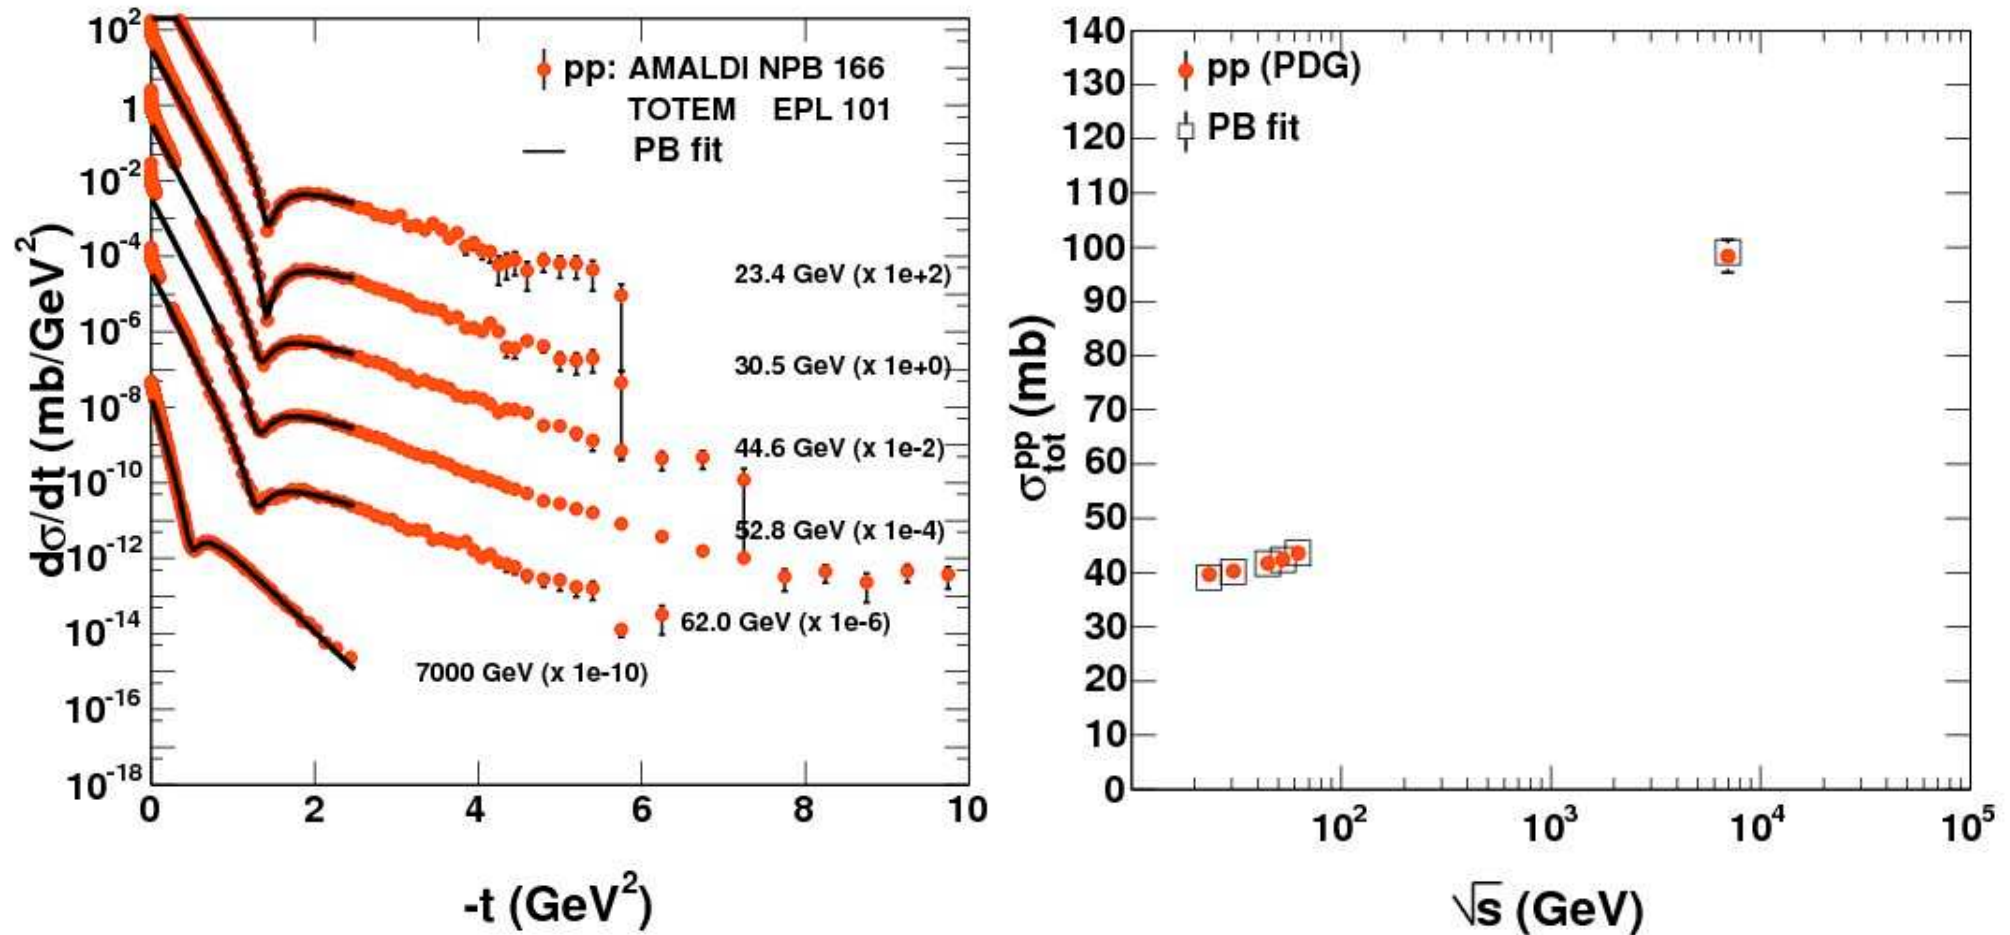 10²
1
10⁻²
10⁻⁴
10⁻⁶
10⁻⁸
10⁻¹⁰
10⁻¹²
10⁻¹⁴
10⁻¹⁶
10⁻¹⁸
dσ/dt (mb/GeV²)
pp: AMALDI NPB 166
TOTEM EPL 101
PB fit
23.4 GeV (x 1e+2)
30.5 GeV (x 1e+0)
44.6 GeV (x 1e-2)
52.8 GeV (x 1e-4)
62.0 GeV (x 1e-6)
7000 GeV (x 1e-10)
0 2 4 6 8 10
-t (GeV²)
140
130
120
110
100
90
80
70
60
50
40
30
20
10
0
σ_tot^pp (mb)
pp (PDG)
PB fit
10² 10³ 10⁴ 10⁵
√s (GeV)